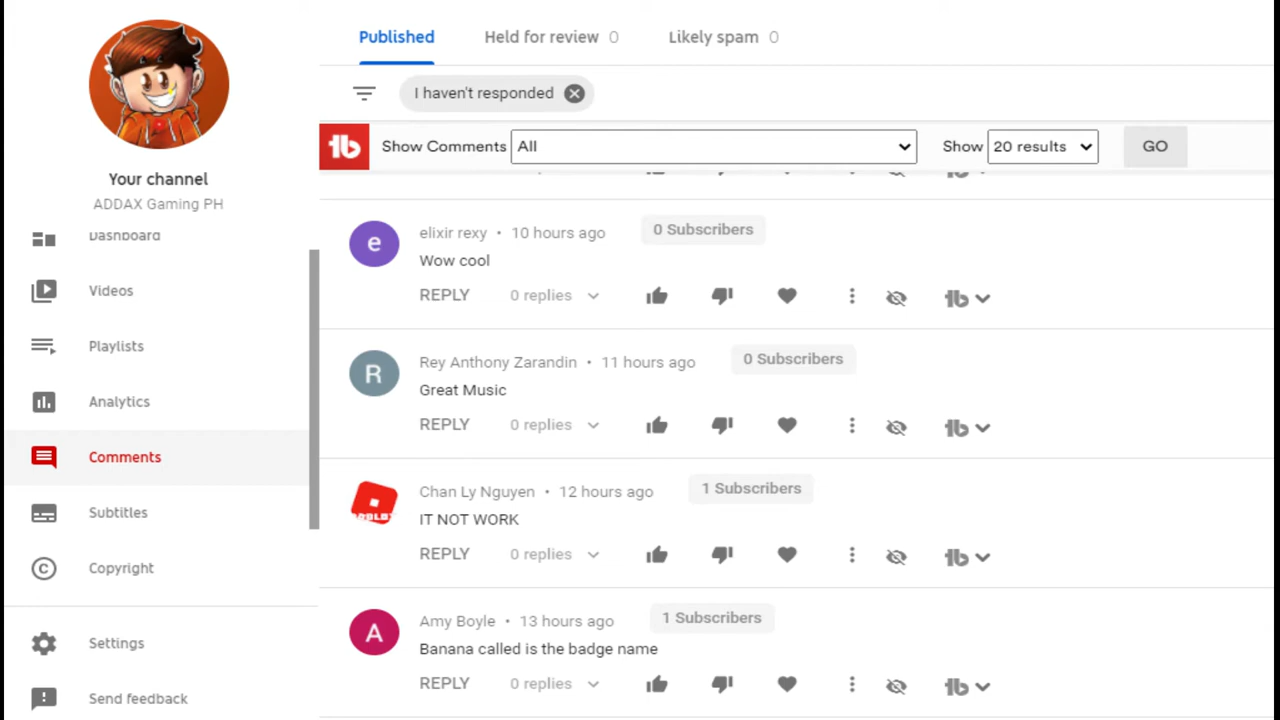 Published
Held for review 0
Likely spam 0
I haven't responded
Show Comments All
Show 20 results
GO
Your channel
ADDAX Gaming PH
Dashboard
Videos
Playlists
Analytics
Comments
Subtitles
Copyright
Settings
Send feedback
elixir rexy • 10 hours ago 0 Subscribers
Wow cool
REPLY 0 replies
Rey Anthony Zarandin • 11 hours ago 0 Subscribers
Great Music
REPLY 0 replies
Chan Ly Nguyen • 12 hours ago 1 Subscribers
IT NOT WORK
REPLY 0 replies
Amy Boyle • 13 hours ago 1 Subscribers
Banana called is the badge name
REPLY 0 replies